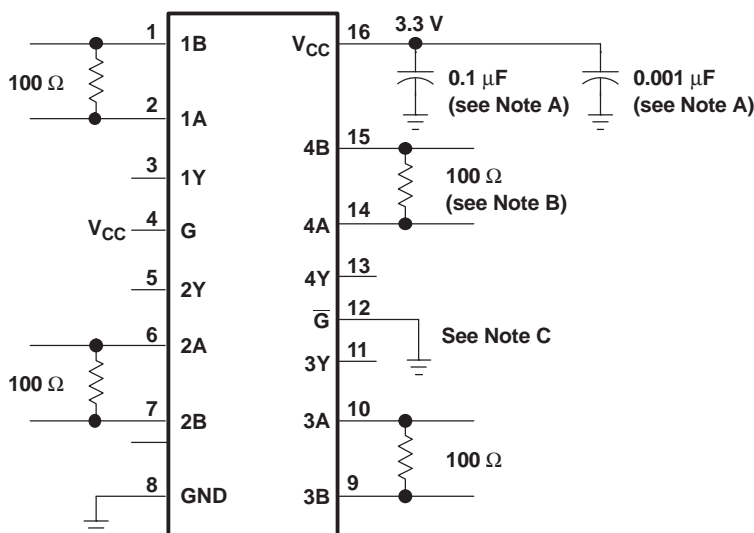 1
1B
100 Ω
2
1A
3
1Y
VCC
4
G
5
2Y
6
2A
100 Ω
7
2B
8
GND
VCC
16
3.3 V
0.1 μF
(see Note A)
0.001 μF
(see Note A)
4B
15
100 Ω
(see Note B)
4A
14
4Y
13
G̅
12
See Note C
3Y
11
3A
10
100 Ω
3B
9